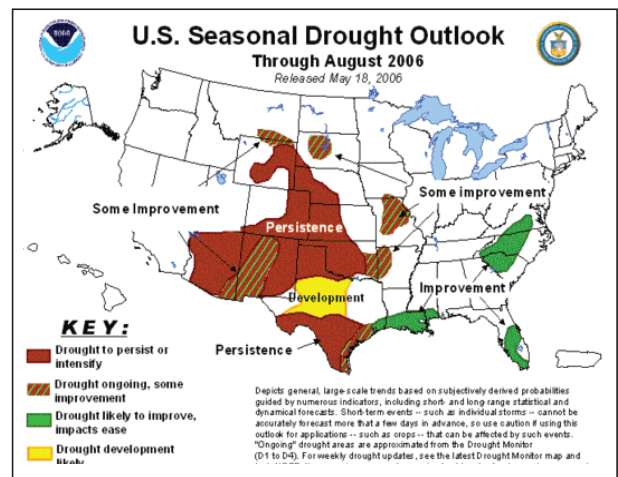 U.S. Seasonal Drought Outlook
Through August 2006
Released May 18, 2006
Some Improvement
Some improvement
Persistence
Improvement
Development
Persistence
KEY:
Drought to persist or
intensify
Drought ongoing, some
improvement
Drought likely to improve,
impacts ease
Drought development
likely
Depicts general, large-scale trends based on subjectively derived probabilities
guided by numerous indicators, including short- and long-range statistical and
dynamical forecasts. Short-term events -- such as individual storms -- cannot be
accurately forecast more that a few days in advance, so use caution if using this
outlook for applications -- such as crops -- that can be affected by such events.
"Ongoing" drought areas are approximated from the Drought Monitor
(D1 to D4). For weekly drought updates, see the latest Drought Monitor map and